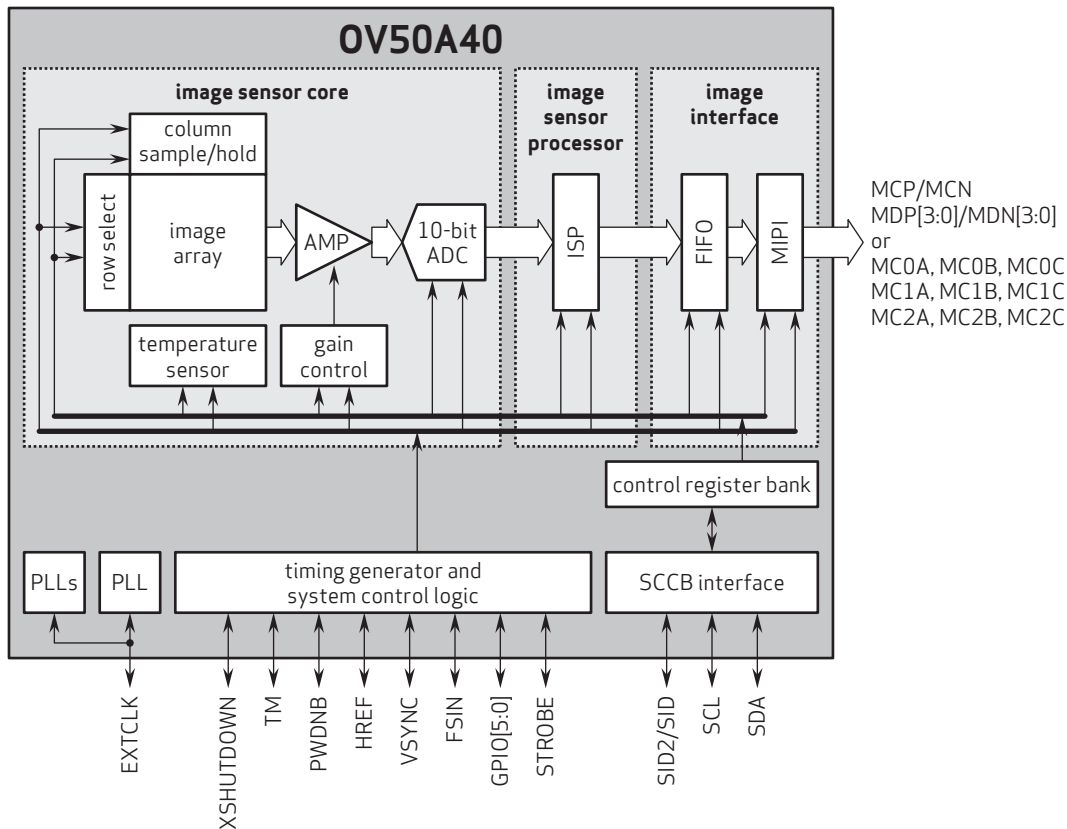 OV50A40
image sensor core
image
sensor
processor
image
interface
column
sample/hold
row select
image
array
AMP
10-bit
ADC
ISP
FIFO
MIPI
MCP/MCN
MDP[3:0]/MDN[3:0]
or
MC0A, MC0B, MC0C
MC1A, MC1B, MC1C
MC2A, MC2B, MC2C
temperature
sensor
gain
control
control register bank
PLLs
PLL
timing generator and
system control logic
SCCB interface
EXTCLK
XSHUTDOWN
TM
PWDNB
HREF
VSYNC
FSIN
GPIO[5:0]
STROBE
SID2/SID
SCL
SDA